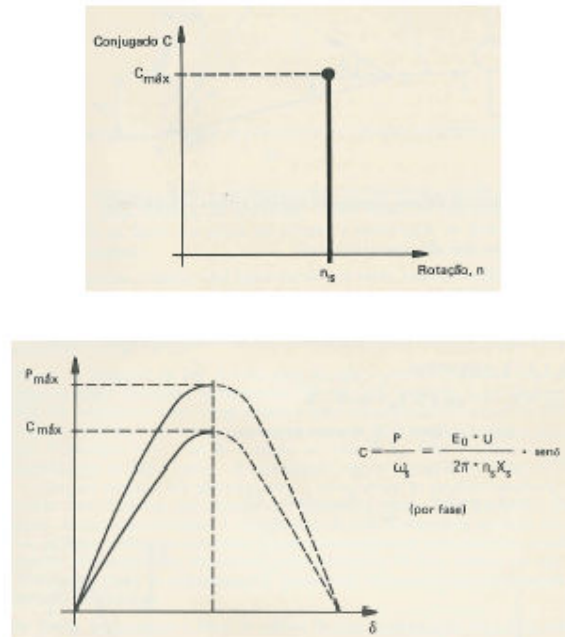 Conjugado C
Cmáx
ns
Rotação, n
Pmáx
Cmáx
C = P / ωs = E0 · U / 2π · nsXs · senδ
(por fase)
δ